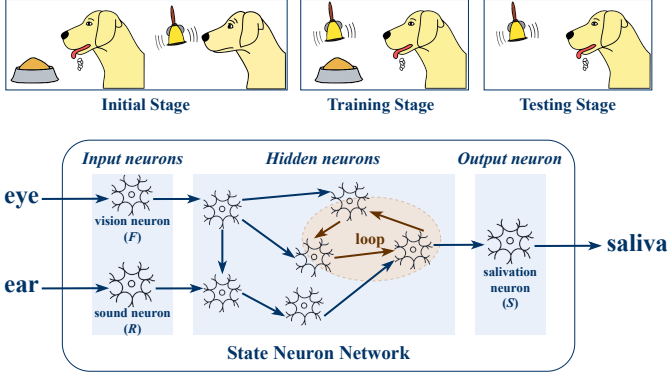 Initial Stage
Training Stage
Testing Stage
Input neurons
Hidden neurons
Output neuron
eye
vision neuron
(F)
loop
saliva
ear
sound neuron
(R)
salivation
neuron
(S)
State Neuron Network